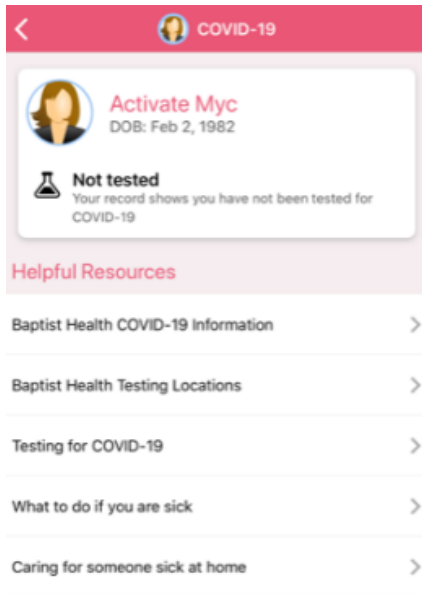 COVID-19
Activate Myc
DOB: Feb 2, 1982
Not tested
Your record shows you have not been tested for
COVID-19
Helpful Resources
Baptist Health COVID-19 Information
Baptist Health Testing Locations
Testing for COVID-19
What to do if you are sick
Caring for someone sick at home